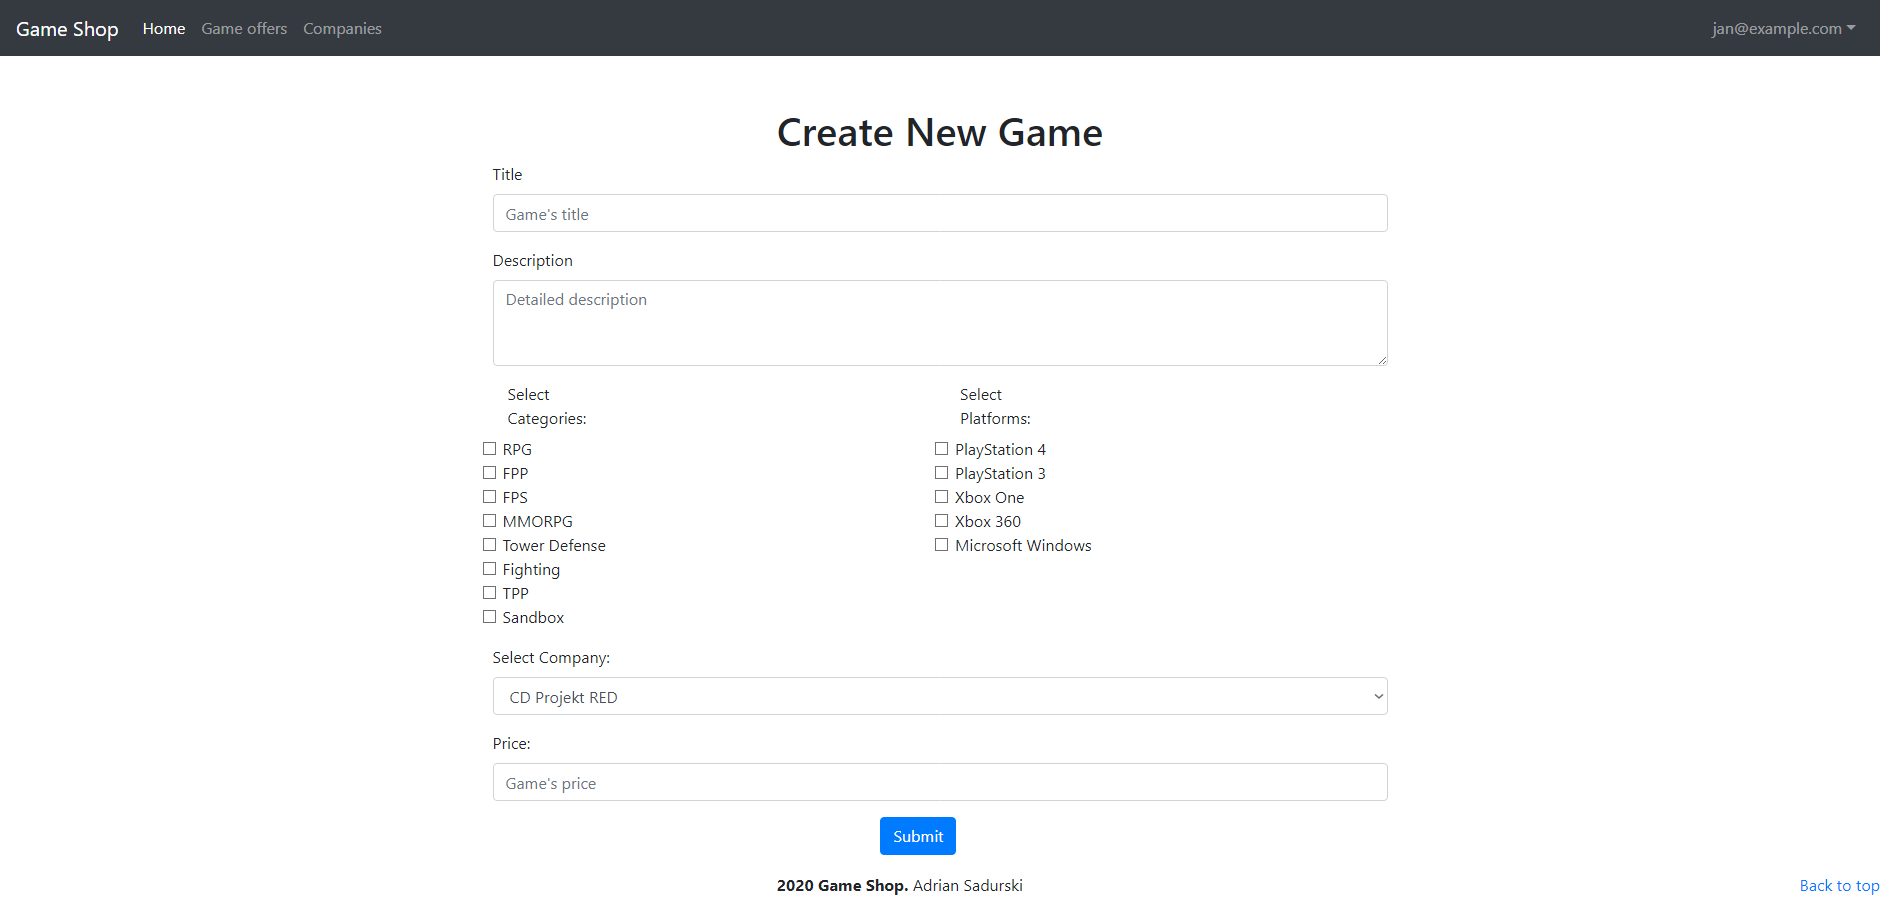 Game Shop Home Game offers Companies jan@example.com
Create New Game
Title
Game's title
Description
Detailed description
Select
Categories:
RPG
FPP
FPS
MMORPG
Tower Defense
Fighting
TPP
Sandbox
Select
Platforms:
PlayStation 4
PlayStation 3
Xbox One
Xbox 360
Microsoft Windows
Select Company:
CD Projekt RED
Price:
Game's price
Submit
2020 Game Shop. Adrian Sadurski
Back to top